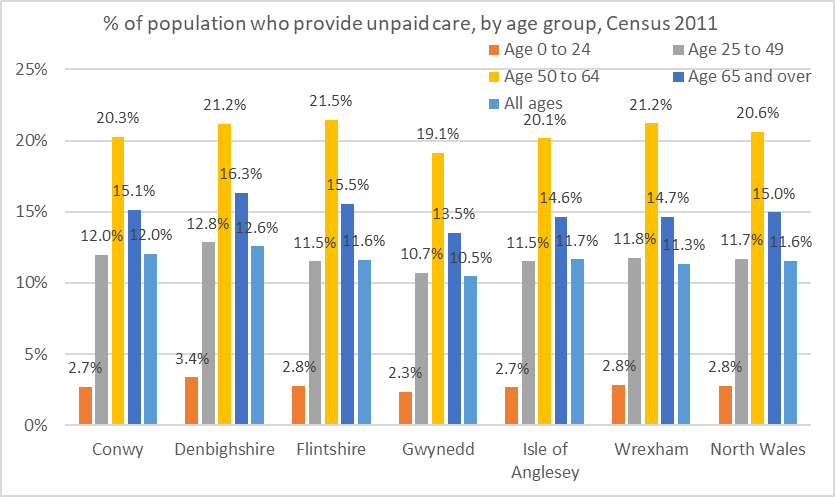 % of population who provide unpaid care, by age group, Census 2011
Age 0 to 24
Age 25 to 49
Age 50 to 64
Age 65 and over
All ages
25%
20%
15%
10%
5%
0%
2.7%
12.0%
20.3%
15.1%
12.0%
3.4%
12.8%
21.2%
16.3%
12.6%
2.8%
11.5%
21.5%
15.5%
11.6%
2.3%
10.7%
19.1%
13.5%
10.5%
2.7%
11.5%
20.1%
14.6%
11.7%
2.8%
11.8%
21.2%
14.7%
11.3%
2.8%
11.7%
20.6%
15.0%
11.6%
Conwy
Denbighshire
Flintshire
Gwynedd
Isle of
Anglesey
Wrexham
North Wales